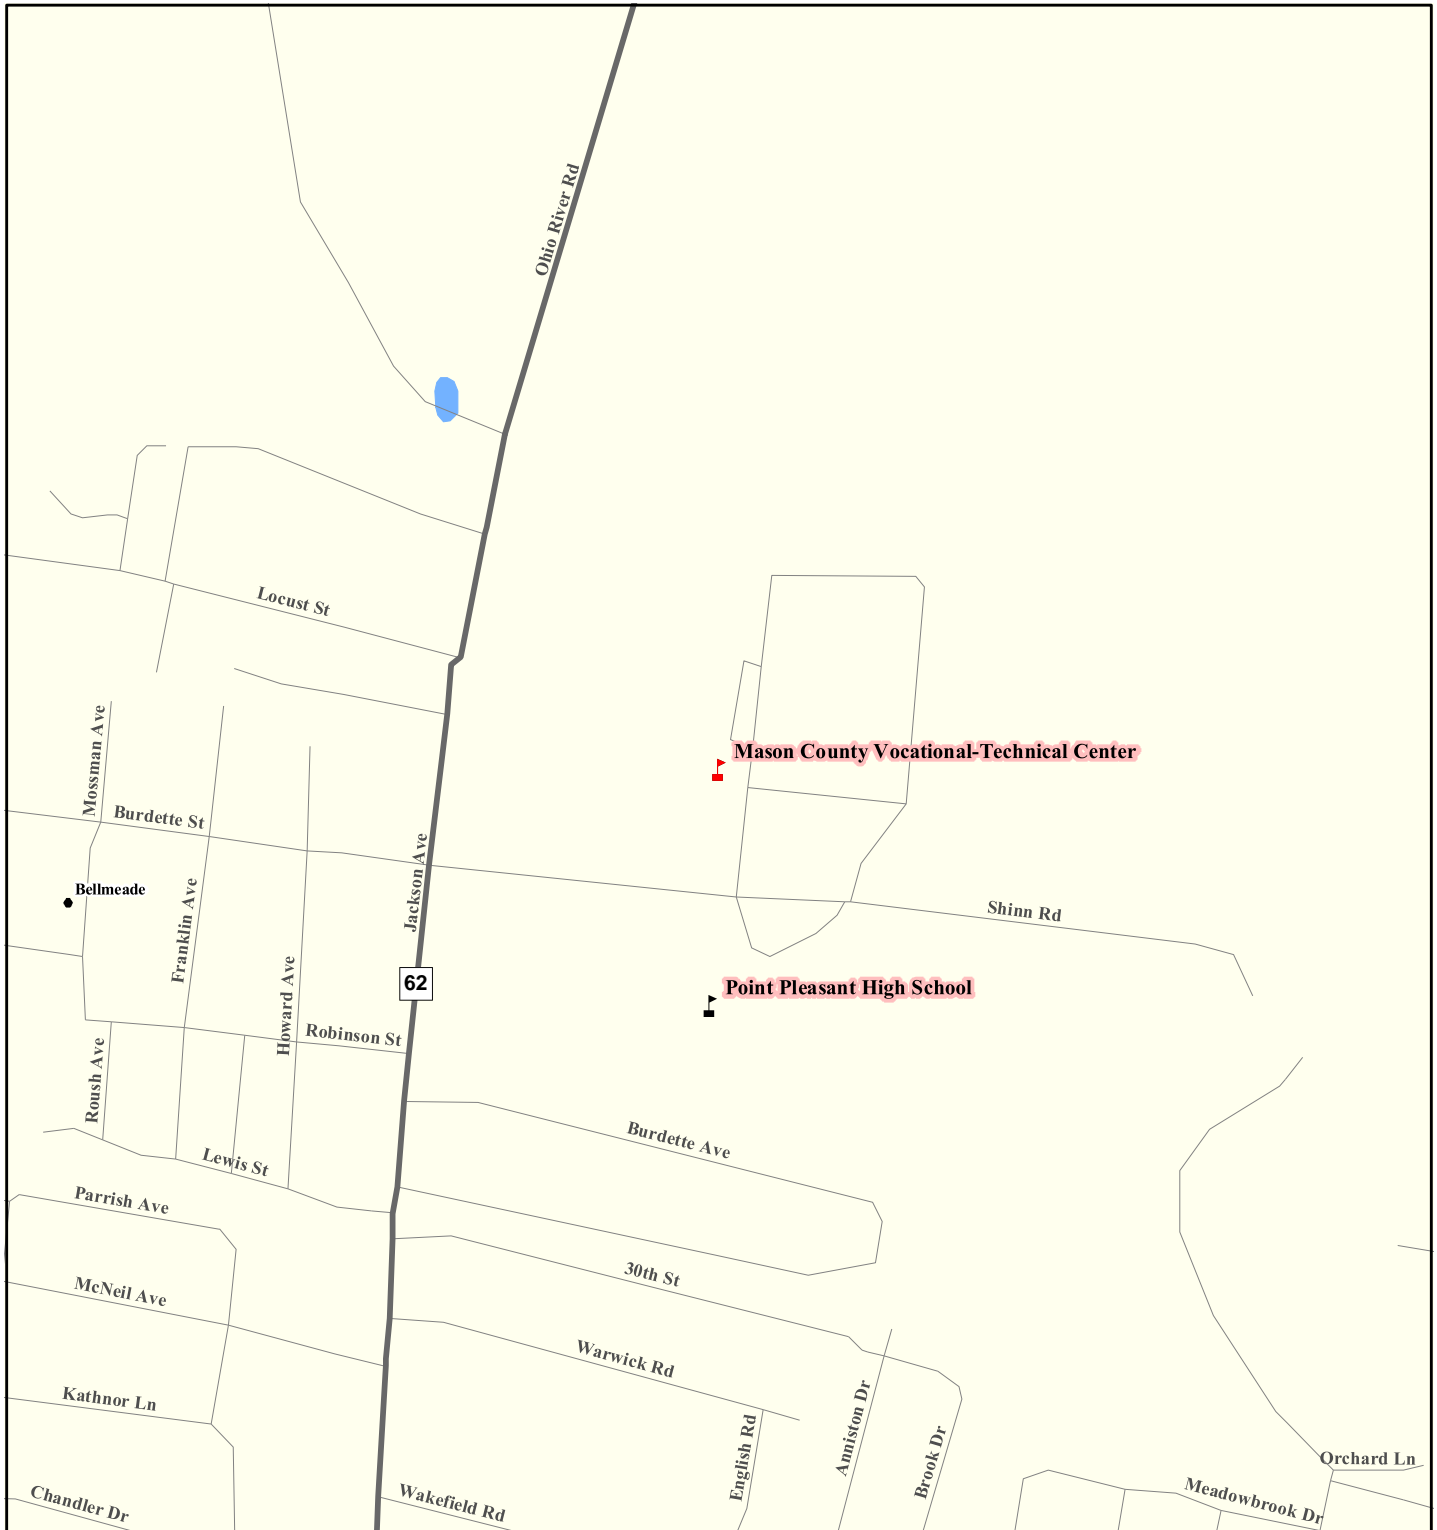 Ohio River Rd
Locust St
Mossman Ave
Mason County Vocational-Technical Center
Burdette St
Jackson Ave
Bellmeade
Franklin Ave
Shinn Rd
Howard Ave
62
Point Pleasant High School
Robinson St
Roush Ave
Burdette Ave
Lewis St
Parrish Ave
30th St
McNeil Ave
Warwick Rd
Kathnor Ln
Anniston Dr
English Rd
Brook Dr
Orchard Ln
Chandler Dr
Wakefield Rd
Meadowbrook Dr